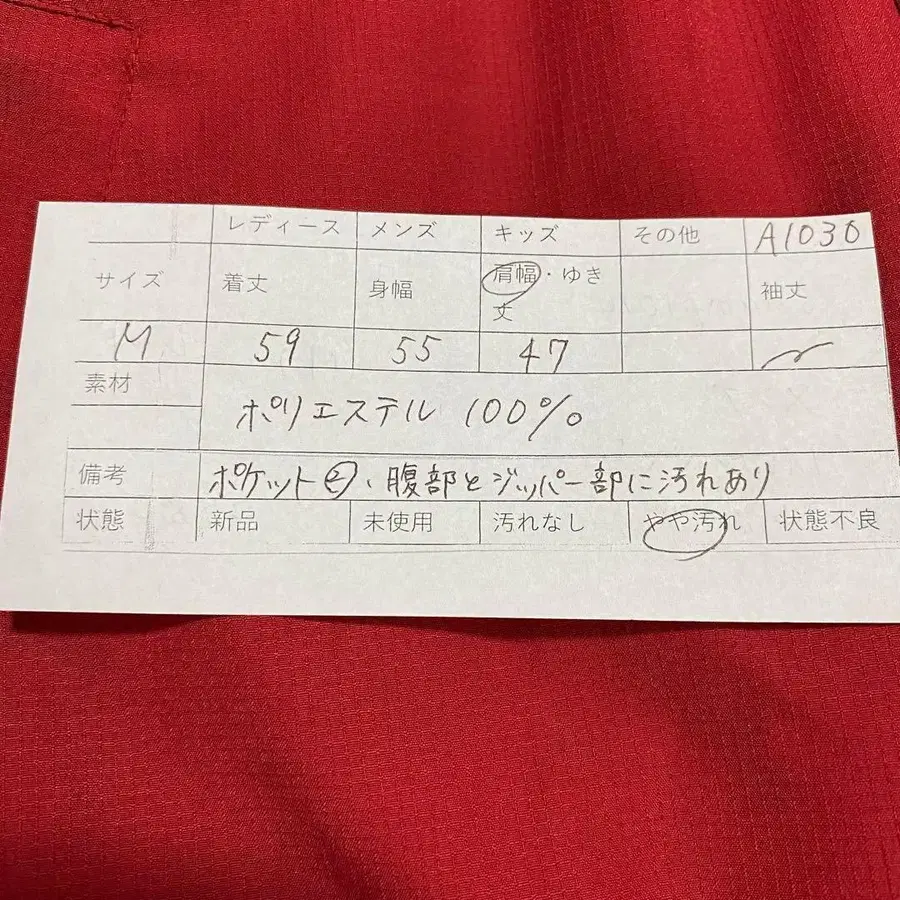 レディース メンズ キッズ その他 A1030
サイズ 着丈 身幅 肩幅・ゆき丈 袖丈
M 59 55 47
素材 ポリエステル 100%
備考 ポケット②、腹部とジッパー部に汚れあり
状態 新品 未使用 汚れなし やや汚れ 状態不良